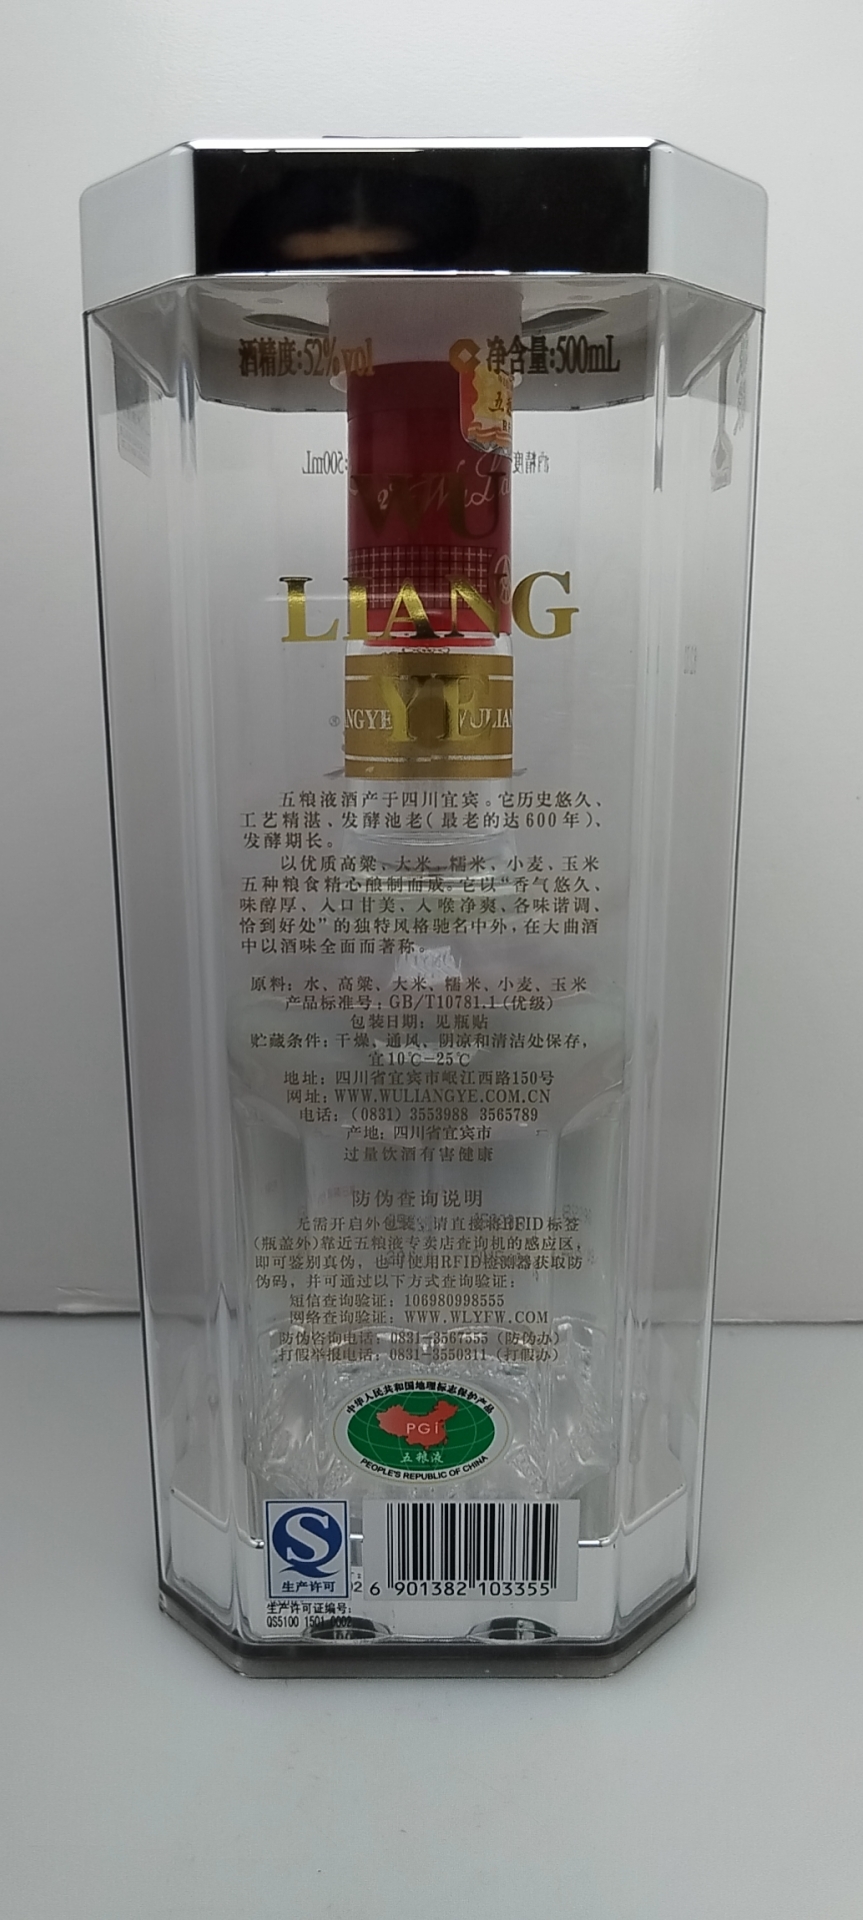 酒精度:52%vol 净含量:500mL
WU
LIANG
YE
NGYE WULIAN
五粮液酒产于四川宜宾。它历史悠久、
工艺精湛、发酵池老(最老的达600年)、
发酵期长。
以优质高粱、大米、糯米、小麦、玉米
五种粮食精心酿制而成。它以“香气悠久、
味醇厚、入口甘美、入喉净爽、各味谐调、
恰到好处”的独特风格驰名中外,在大曲酒
中以酒味全面而著称。
原料: 水、高粱、大米、糯米、小麦、玉米
产品标准号: GB/T10781.1(优级)
包装日期: 见瓶贴
贮藏条件: 干燥、通风、阴凉和清洁处保存,
宜10℃-25℃
地址: 四川省宜宾市岷江西路150号
网址: WWW.WULIANGYE.COM.CN
电话: (0831) 3553988 3565789
产地: 四川省宜宾市
过量饮酒有害健康
防伪查询说明
无需开启外包装,请直接将RFID标签
(瓶盖外)靠近五粮液专卖店查询机的感应区,
即可鉴别真伪, 也可使用RFID检测器获取防
伪码, 并可通过以下方式查询验证:
短信查询验证: 106980998555
网络查询验证: WWW.WLYFW.COM
防伪咨询电话: 0831-3567555 (防伪办)
打假举报电话: 0831-3550311 (打假办)
中华人民共和国地理标志保护产品
PGi
五粮液
PEOPLE'S REPUBLIC OF CHINA
生产许可
6 901382 103355
生产许可证编号:
QS5100 1501 0002